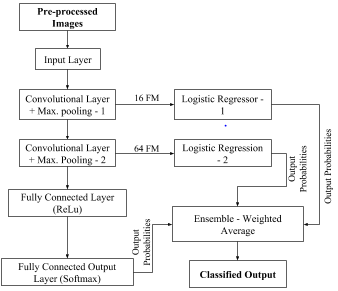 Pre-processed
Images
Input Layer
Convolutional Layer
+ Max. pooling - 1
16 FM
Logistic Regressor -
1
Convolutional Layer
+ Max. Pooling - 2
64 FM
Logistic Regression
- 2
Output
Probabilities
Output Probabilities
Fully Connected Layer
(ReLu)
Output
Probabilities
Ensemble - Weighted
Average
Fully Connected Output
Layer (Softmax)
Classified Output